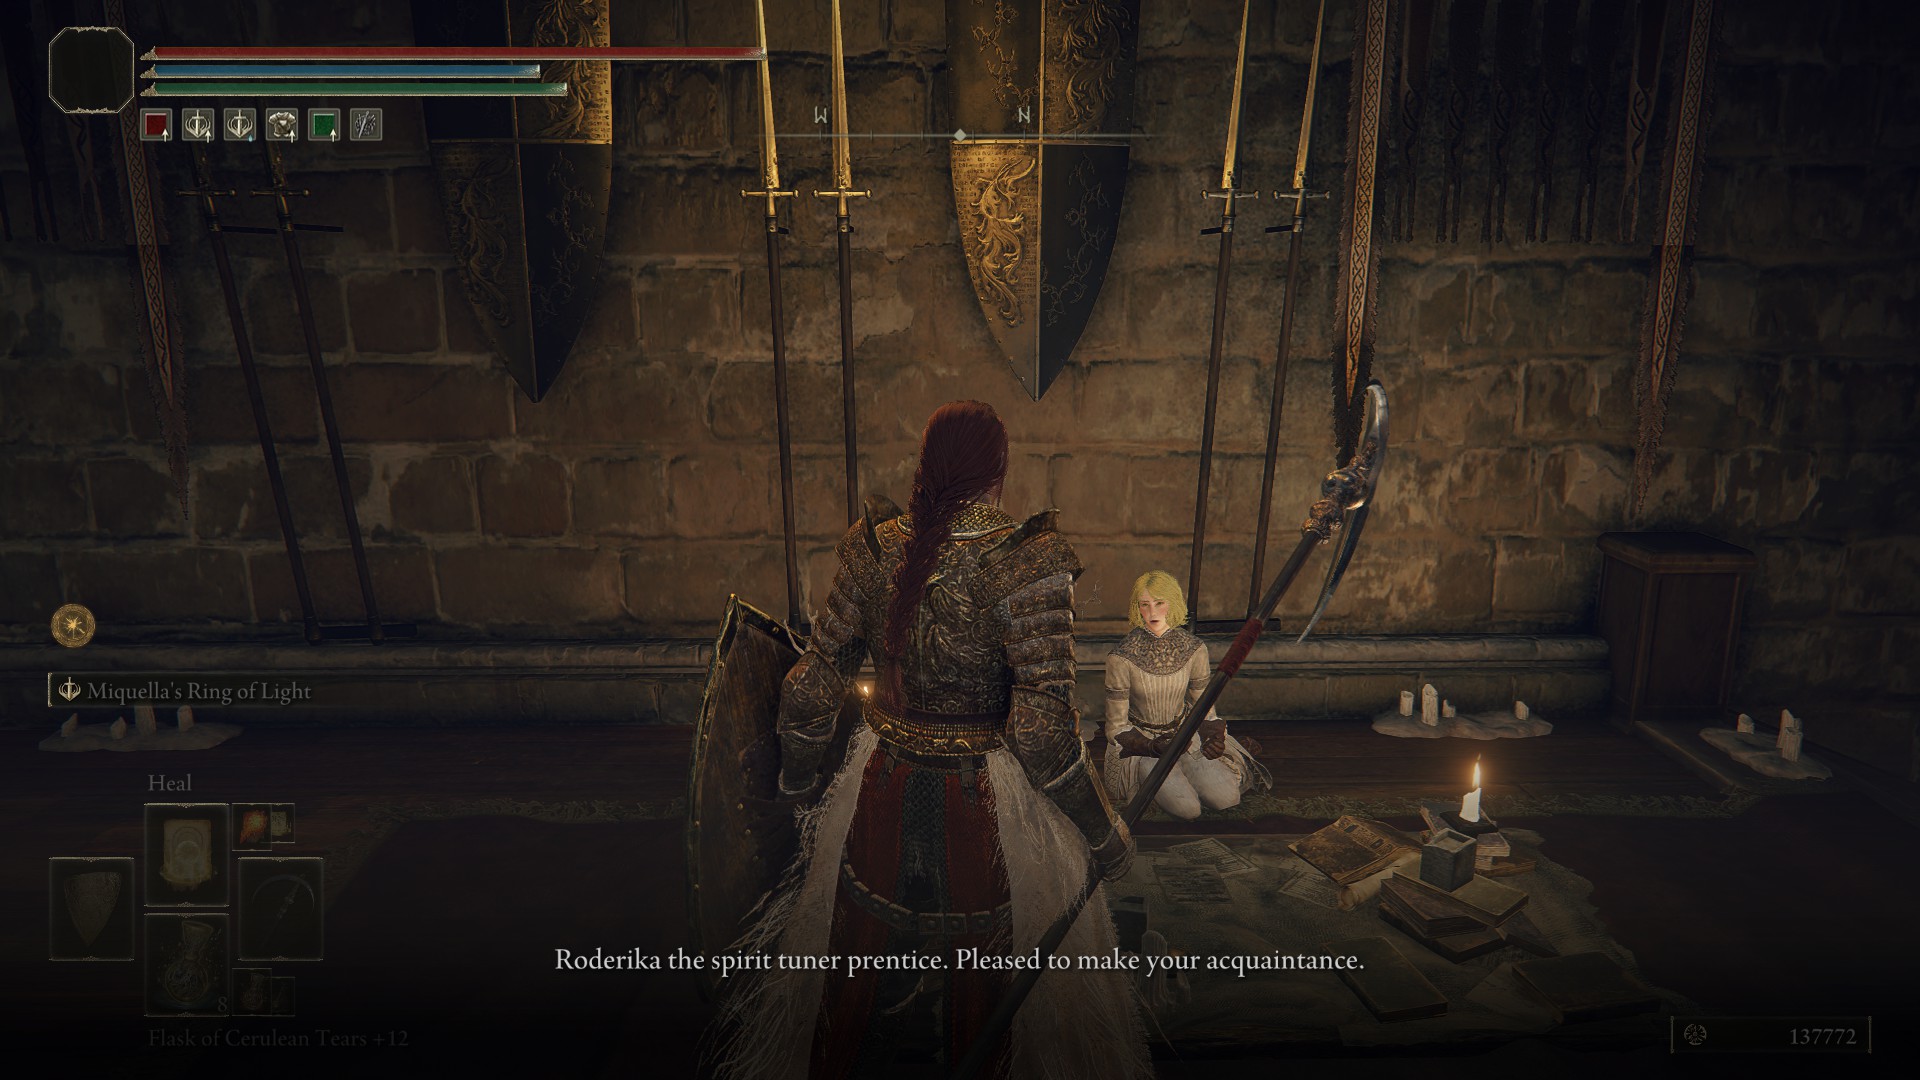 W
N
Miquella's Ring of Light
Heal
8
Flask of Cerulean Tears +12
Roderika the spirit tuner prentice. Pleased to make your acquaintance.
137772